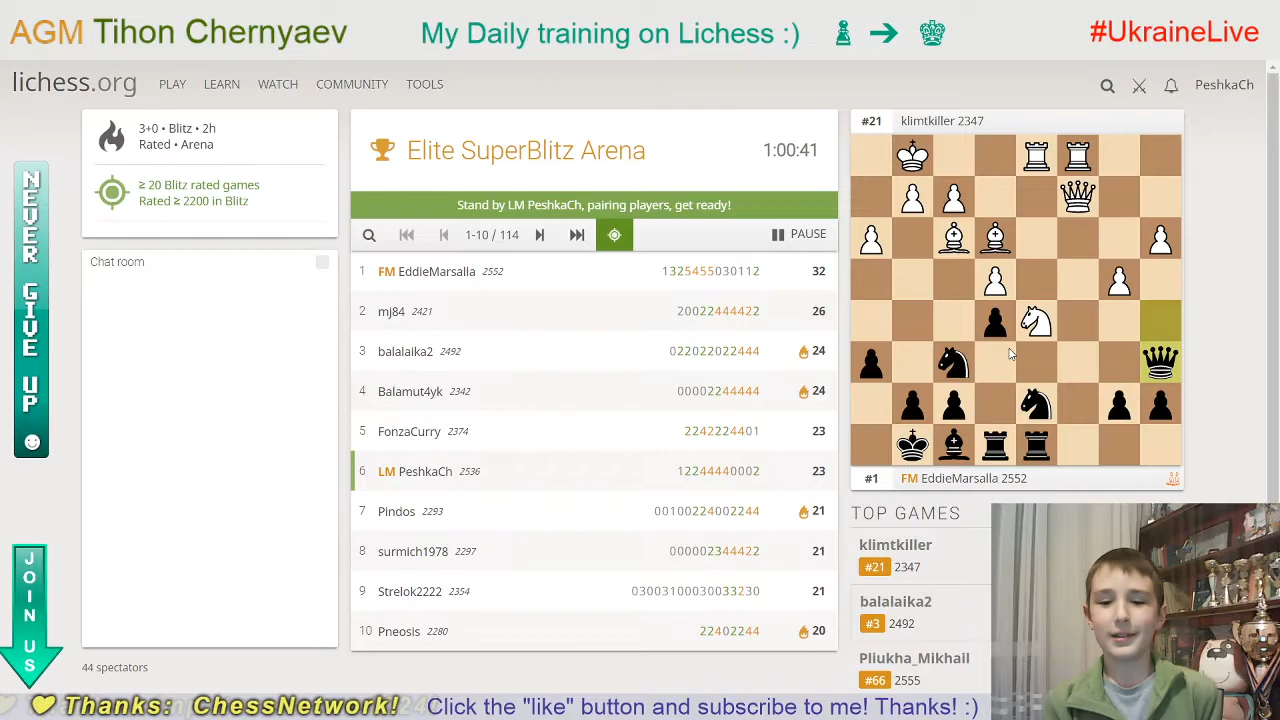 AGM Tihon Chernyaev
My Daily training on Lichess :)
#UkraineLive
lichess.org
PLAY LEARN WATCH COMMUNITY TOOLS
PeshkaCh
3+0 • Blitz • 2h
Rated • Arena
≥ 20 Blitz rated games
Rated ≥ 2200 in Blitz
Chat room
44 spectators
NEVER GIVE UP
JOIN US
Elite SuperBlitz Arena
1:00:41
Stand by LM PeshkaCh, pairing players, get ready!
1-10 / 114
PAUSE
1 FM EddieMarsalla 2552 1325455030112 32
2 mj84 2421 20022444422 26
3 balalaika2 2492 022022022444 24
4 Balamut4yk 2342 0000022444 24
5 FonzaCurry 2374 2242224401 23
6 LM PeshkaCh 2536 12244440002 23
7 Pindos 2293 001002240022 44 21
8 surmich1978 2297 000002344422 21
9 Strelok2222 2354 03003100030033230 21
10 Pneosis 2280 22402244 20
#21 klimtkiller 2347
#1 FM EddieMarsalla 2552
TOP GAMES
klimtkiller
#21 2347
balalaika2
#3 2492
Pliukha_Mikhail
#66 2555
Thanks: ChessNetwork!
Click the "like" button and subscribe to me! Thanks! :)